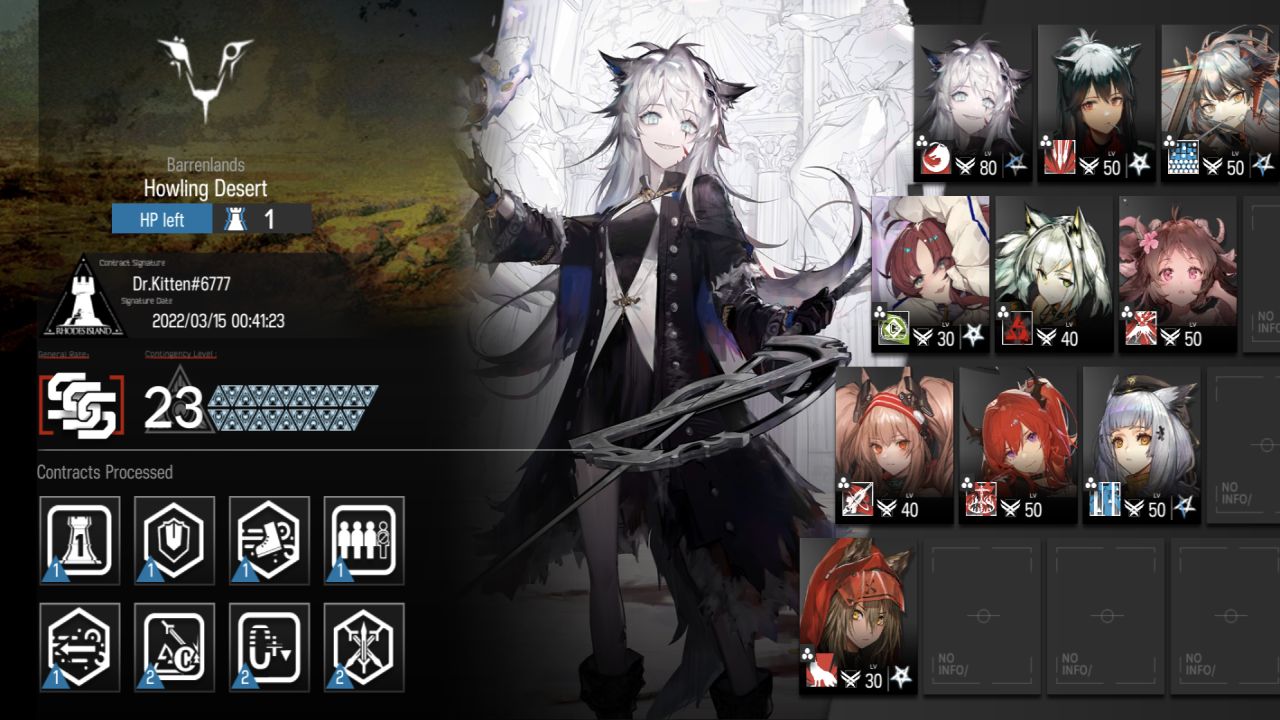 Barrenlands
Howling Desert
HP left
1
Contract Signature
Dr.Kitten#6777
Signature Date
2022/03/15 00:41:23
RHODES ISLAND
General Rate:
Contingency Level :
23
Contracts Processed
1
1
1
1
1
1
2
2
2
LV
80
LV
50
LV
50
LV
30
LV
40
LV
50
NO
LV
40
LV
50
LV
50
NO
INFO/
LV
30
NO
INFO/
NO
INFO/
NO
INFO/